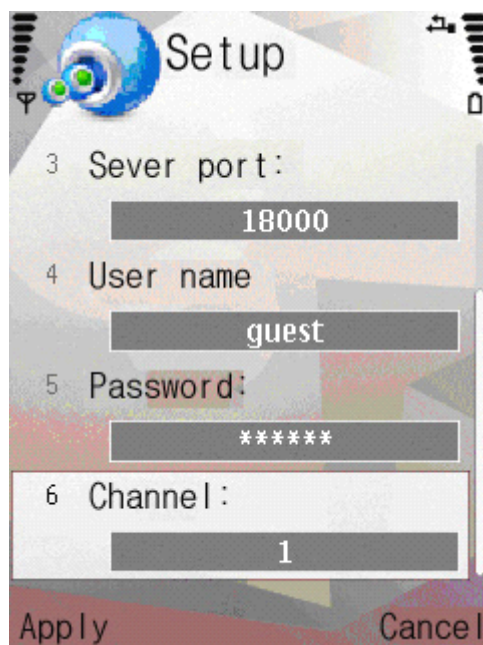 Setup
3 Sever port:
18000
4 User name
guest
5 Password:
******
6 Channel:
1
Apply Cancel